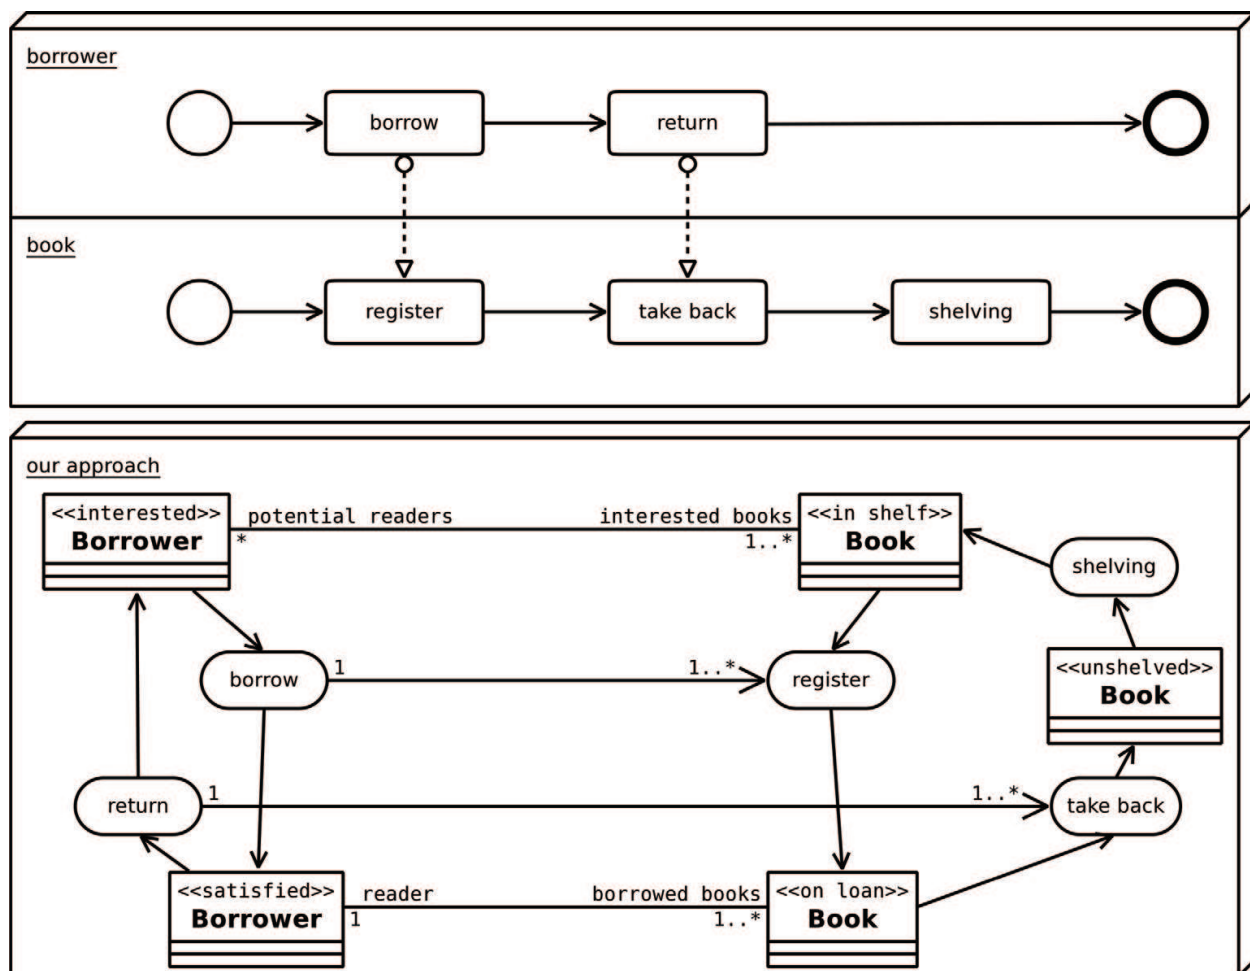 borrower
borrow
return
book
register
take back
shelving
our approach
<<interested>>
Borrower
potential readers
*
interested books
1..*
<<in shelf>>
Book
shelving
borrow
1
1..*
register
<<unshelved>>
Book
return
1
1..*
take back
<<satisfied>>
Borrower
reader
1
borrowed books
1..*
<<on loan>>
Book